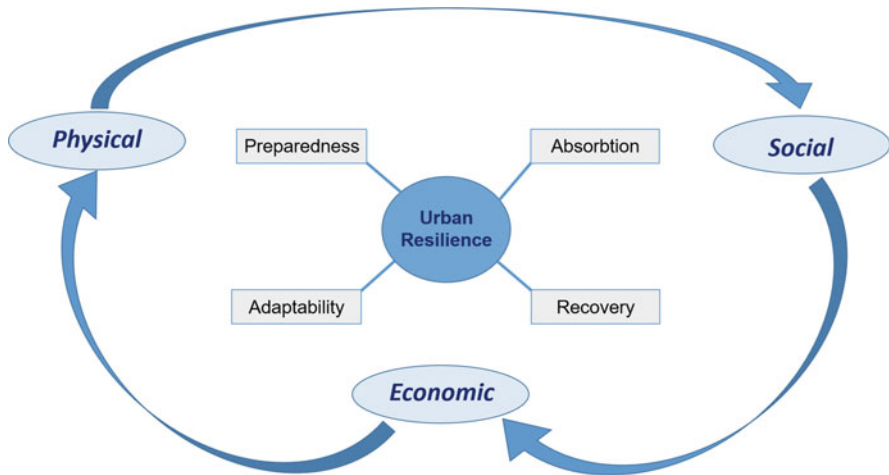 Physical
Preparedness
Absorbtion
Social
Urban
Resilience
Adaptability
Recovery
Economic